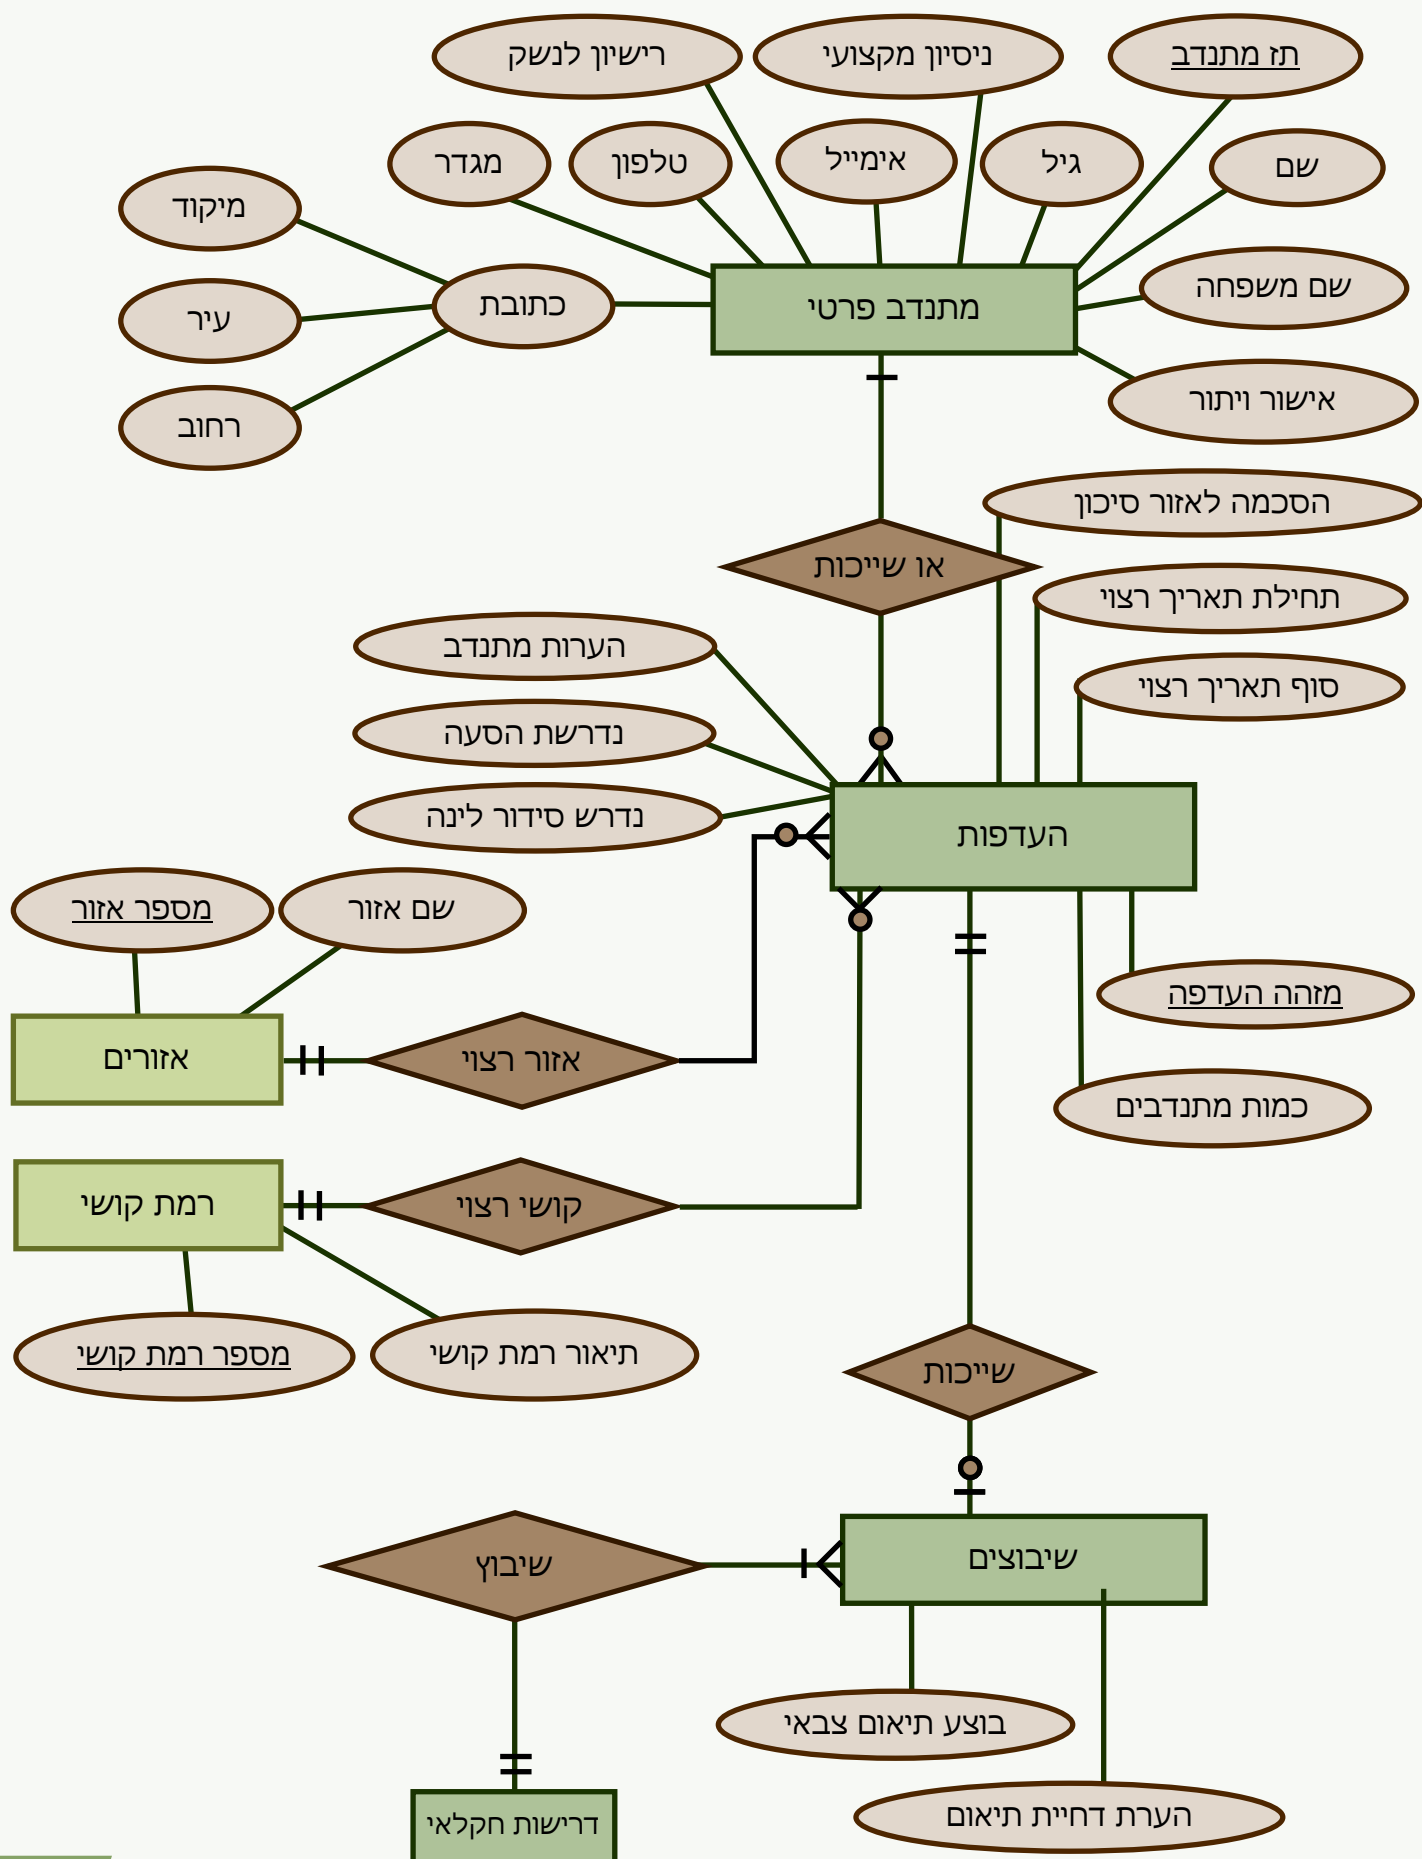 תז מתנדב
ניסיון מקצועי
רישיון לנשק
שם
גיל
אימייל
טלפון
מגדר
מיקוד
שם משפחה
מתנדב פרטי
כתובת
עיר
אישור ויתור
רחוב
הסכמה לאזור סיכון
או שייכות
תחילת תאריך רצוי
הערות מתנדב
סוף תאריך רצוי
נדרשת הסעה
נדרש סידור לינה
העדפות
שם אזור
מספר אזור
מזהה העדפה
אזור רצוי
אזורים
כמות מתנדבים
קושי רצוי
רמת קושי
תיאור רמת קושי
מספר רמת קושי
שייכות
שיבוצים
שיבוץ
בוצע תיאום צבאי
הערת דחיית תיאום
דרישות חקלאי